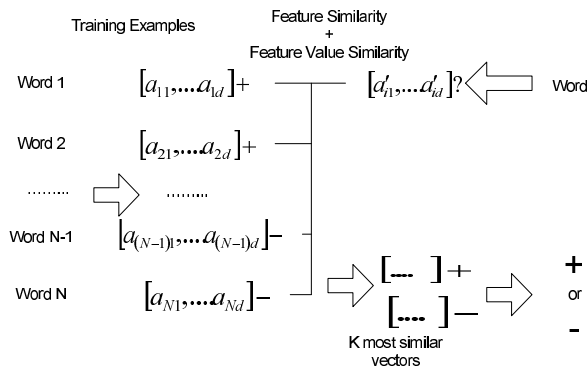 Training Examples
Feature Similarity
+
Feature Value Similarity
Word 1 [a₁₁,....a₁d]+ [a′ᵢ₁,....a′ᵢd]? Word
Word 2 [a₂₁,....a₂d]+
......... .........
Word N-1 [a₍N₋₁₎₁,....a₍N₋₁₎d]−
Word N [aN₁,....aNd]−
[.... ]+
[.... ]−
K most similar
vectors
+
or
-